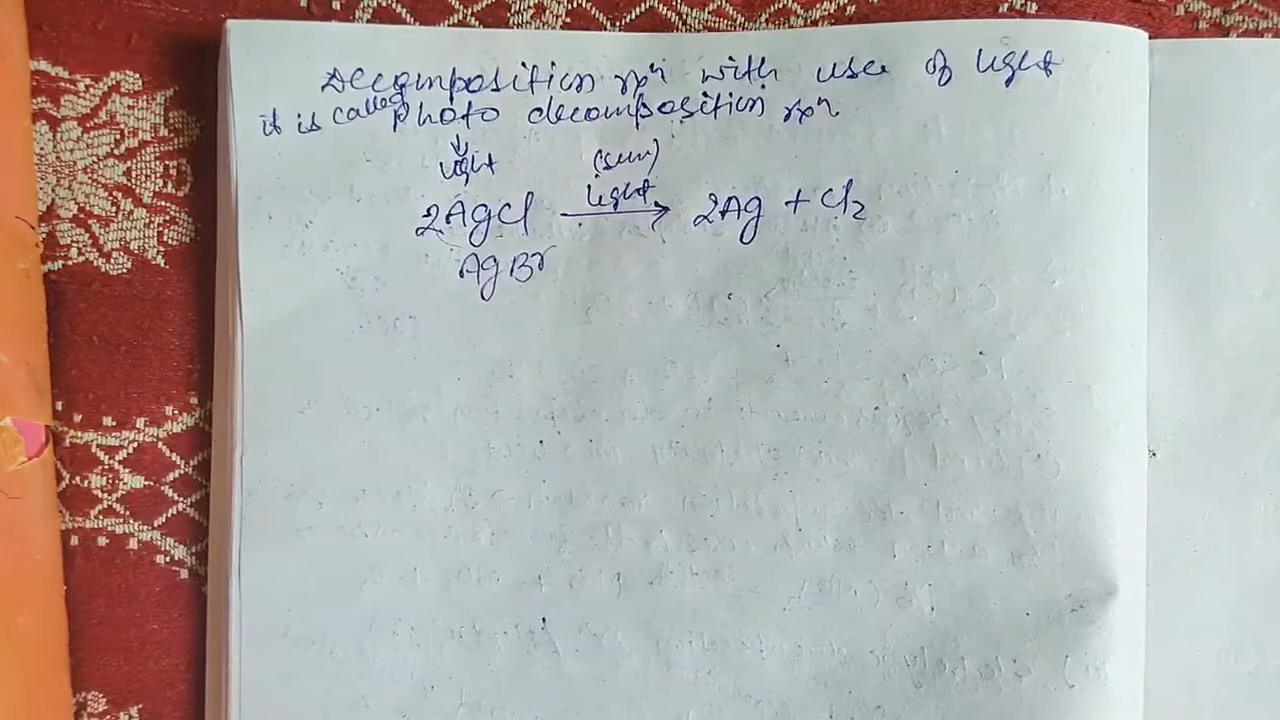 Decomposition rxn with use of light
it is called photo decomposition rxn
↓
light (sun)
light
2AgCl → 2Ag + Cl2
AgBr